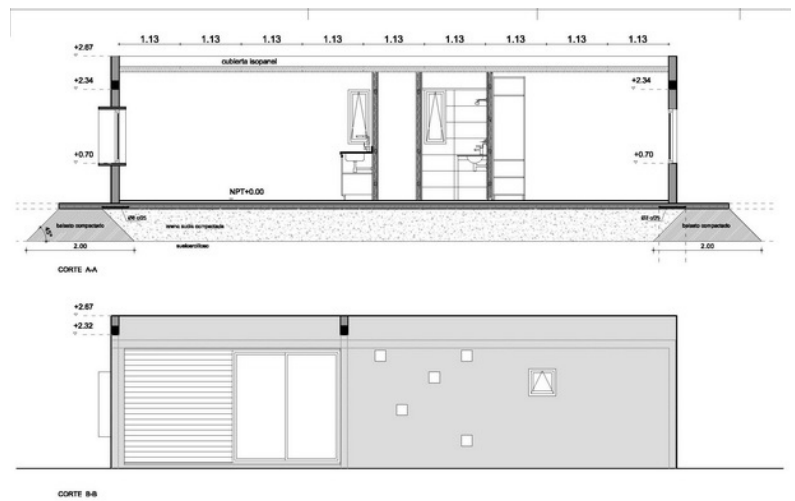 1.13 1.13 1.13 1.13 1.13 1.13 1.13 1.13 1.13
+2.67
cubierta isopanel
+2.34 +2.34
+0.70 +0.70
NPT+0.00
balasto compactado arena sucia compactada balasto compactado
45°
2.00 2.00
CORTE A-A
+2.67
+2.32
CORTE B-B